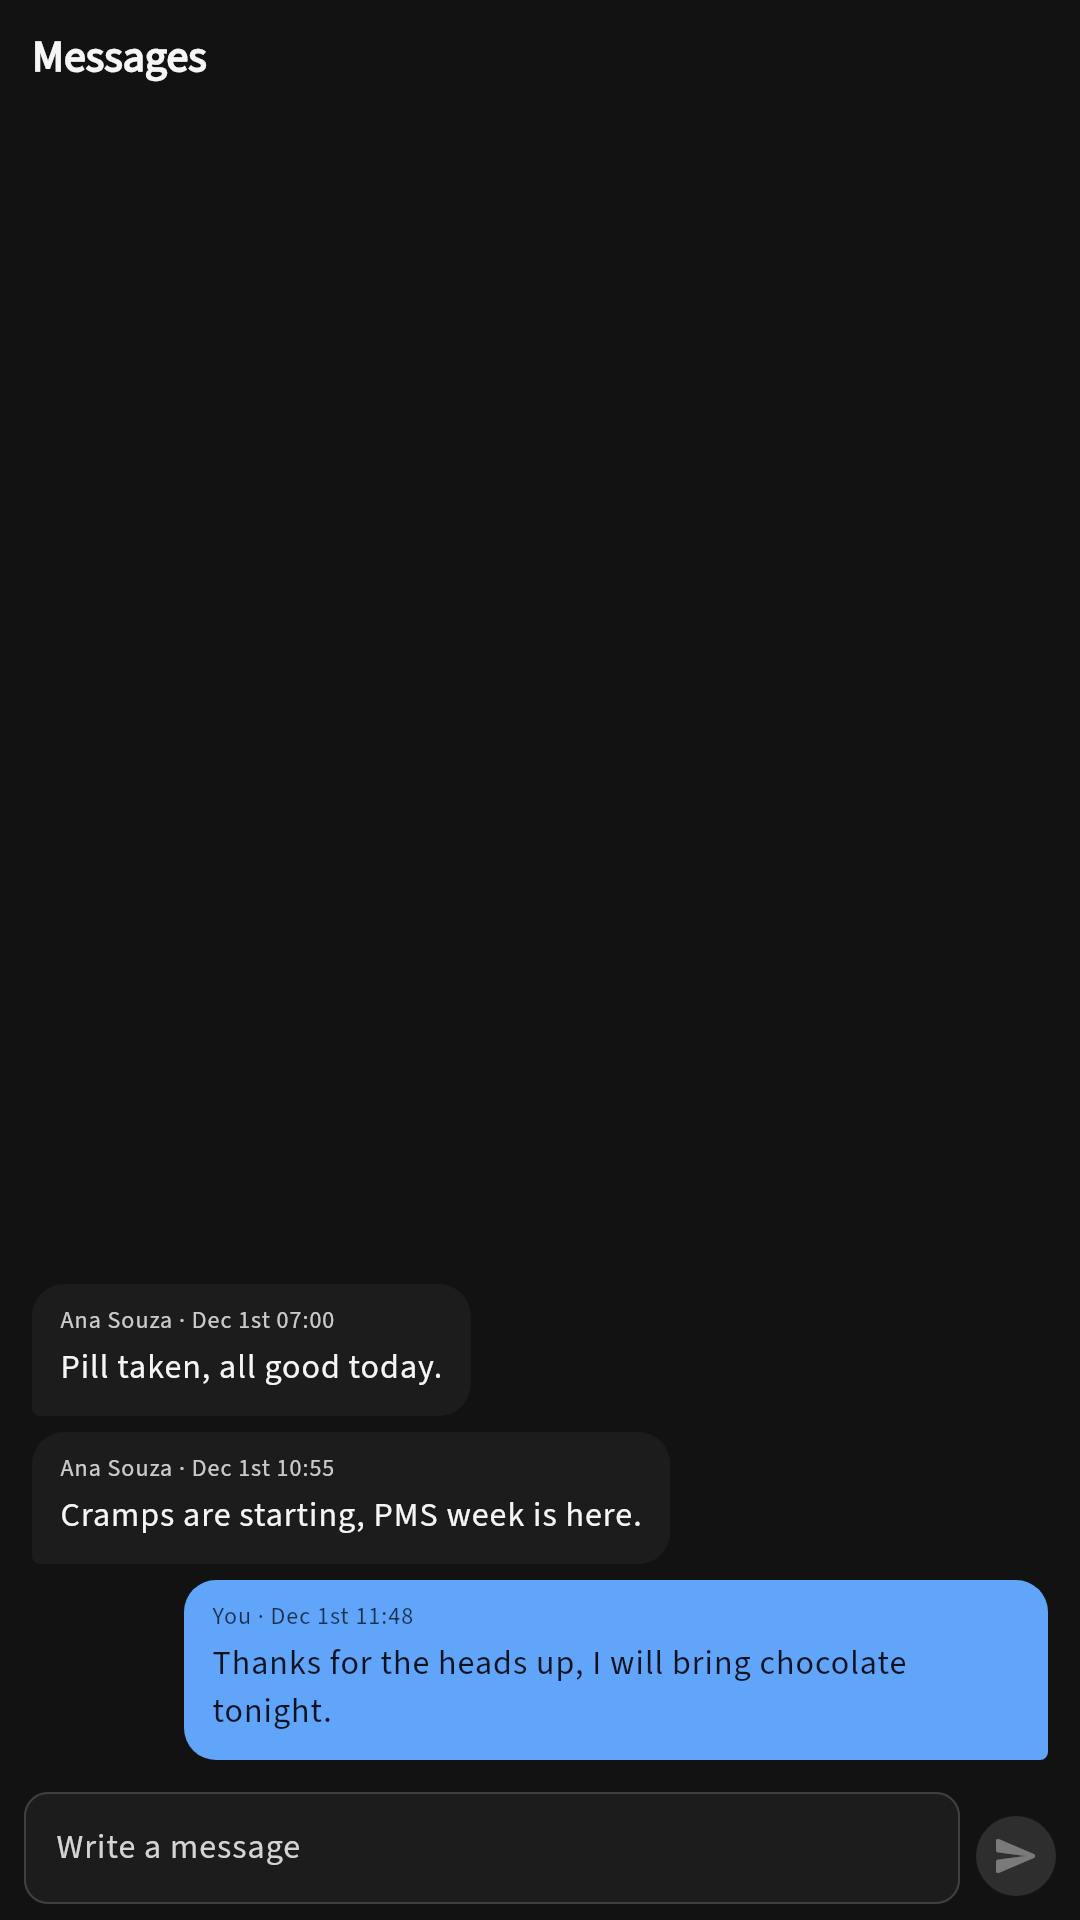 Messages
Ana Souza · Dec 1st 07:00
Pill taken, all good today.
Ana Souza · Dec 1st 10:55
Cramps are starting, PMS week is here.
You · Dec 1st 11:48
Thanks for the heads up, I will bring chocolate
tonight.
Write a message